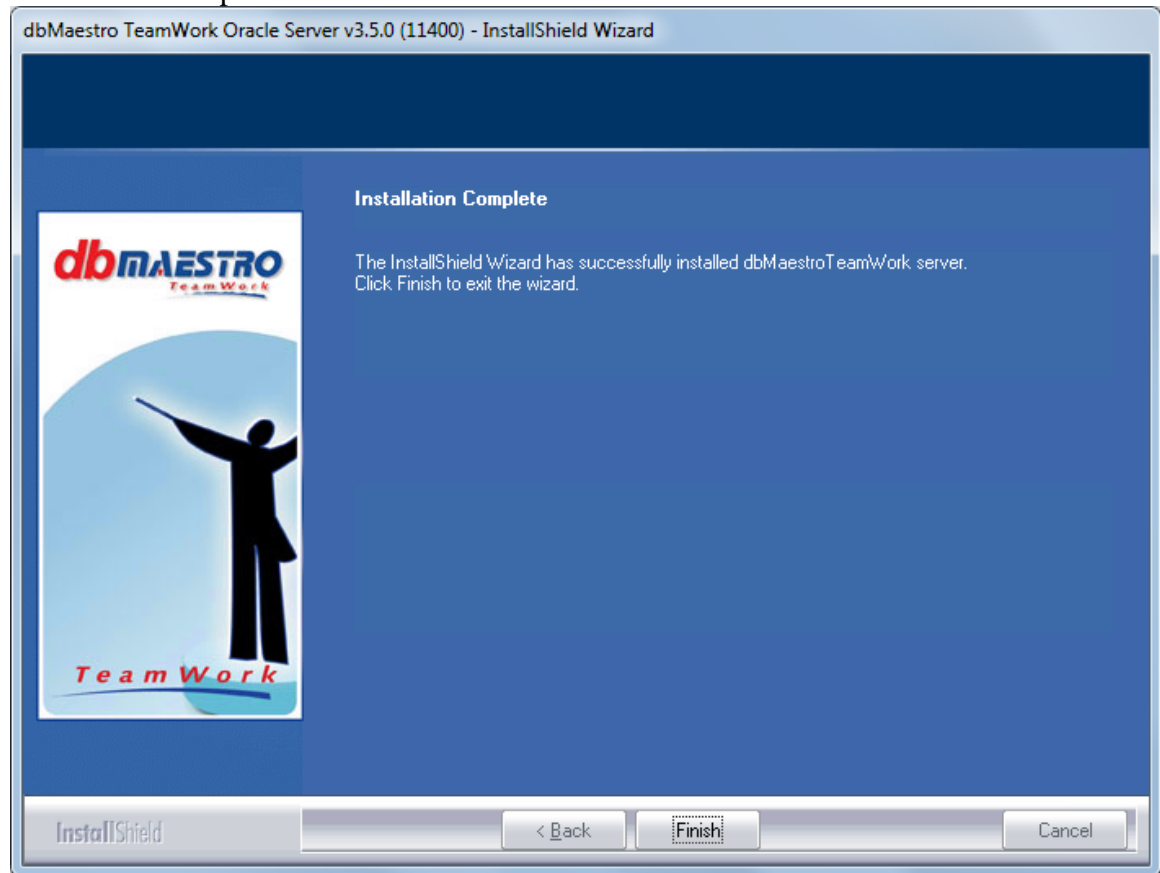 dbMaestro TeamWork Oracle Server v3.5.0 (11400) - InstallShield Wizard
Installation Complete
dbMAESTRO
TeamWork
The InstallShield Wizard has successfully installed dbMaestroTeamWork server.
Click Finish to exit the wizard.
TeamWork
InstallShield
< Back
Finish
Cancel